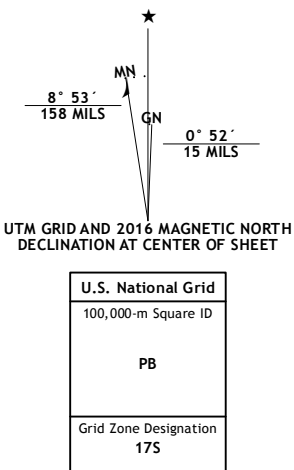 ★
MN
GN
8° 53´
158 MILS
0° 52´
15 MILS
UTM GRID AND 2016 MAGNETIC NORTH
DECLINATION AT CENTER OF SHEET
U.S. National Grid
100,000-m Square ID
PB
Grid Zone Designation
17S